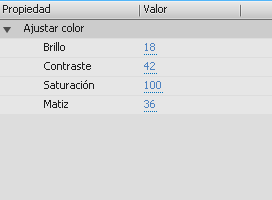 Propiedad Valor
Ajustar color
Brillo 18
Contraste 42
Saturación 100
Matiz 36